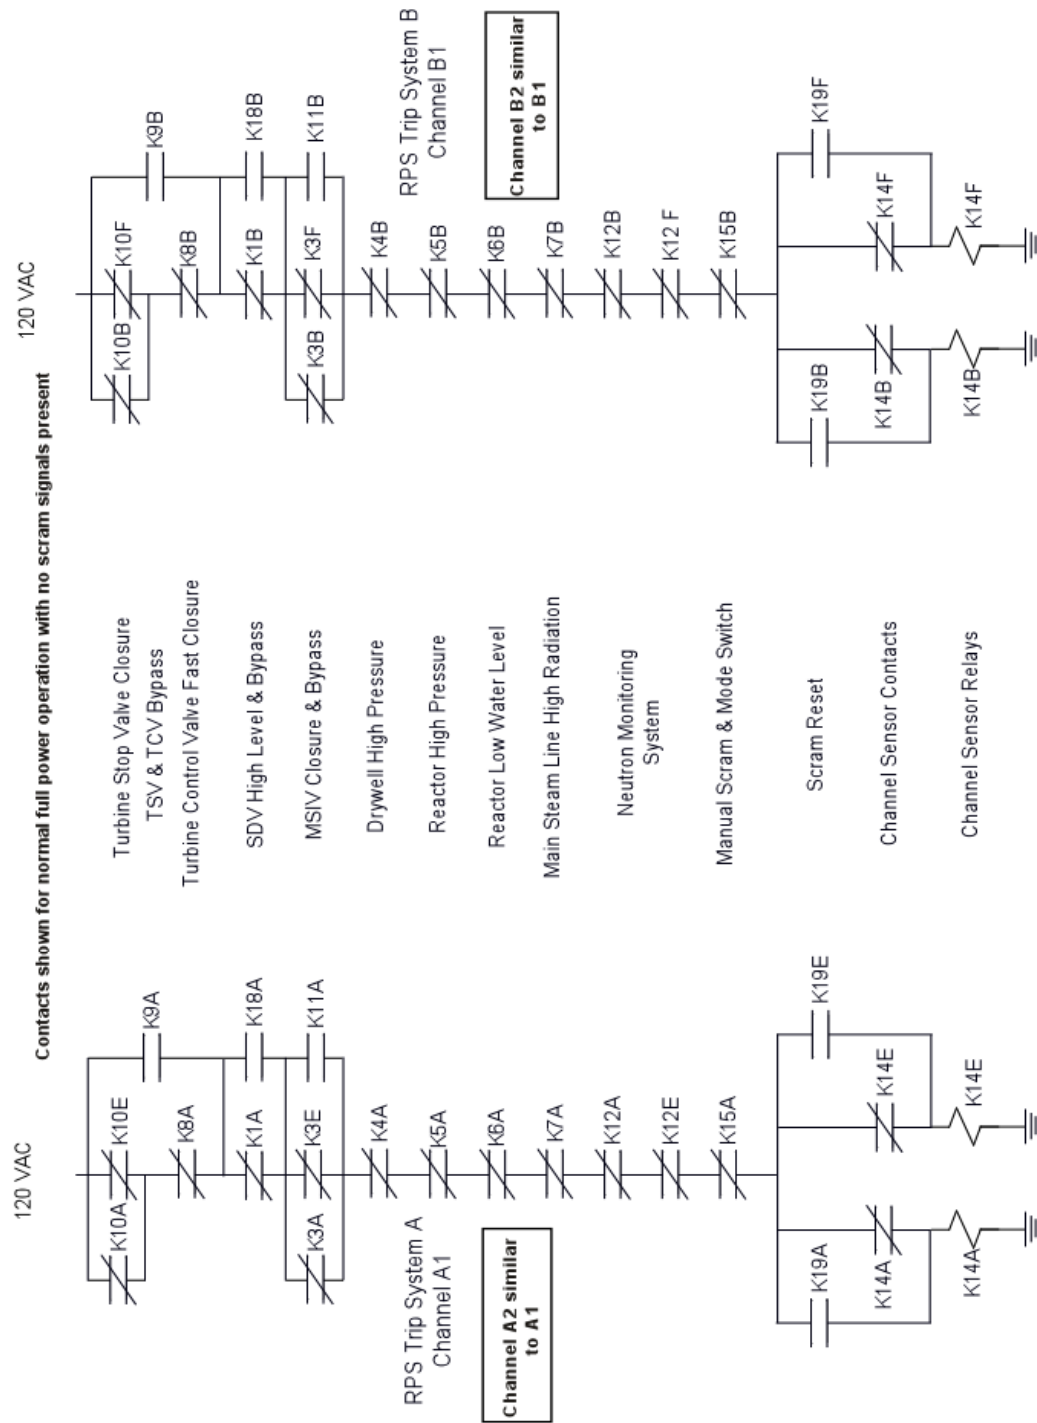 Contacts shown for normal full power operation with no scram signals present
120 VAC
K10A
K10E
K9A
K8A
K1A
K18A
K3A
K3E
K11A
K4A
K5A
K6A
K7A
K12A
K12E
K15A
K19A
K19E
K14A
K14E
K14A
K14E
RPS Trip System A
Channel A1
Channel A2 similar
to A1
Turbine Stop Valve Closure
TSV & TCV Bypass
Turbine Control Valve Fast Closure
SDV High Level & Bypass
MSIV Closure & Bypass
Drywell High Pressure
Reactor High Pressure
Reactor Low Water Level
Main Steam Line High Radiation
Neutron Monitoring
System
Manual Scram & Mode Switch
Scram Reset
Channel Sensor Contacts
Channel Sensor Relays
120 VAC
K10B
K10F
K9B
K8B
K1B
K18B
K3B
K3F
K11B
K4B
K5B
K6B
K7B
K12B
K12 F
K15B
K19B
K19F
K14B
K14F
K14B
K14F
RPS Trip System B
Channel B1
Channel B2 similar
to B1